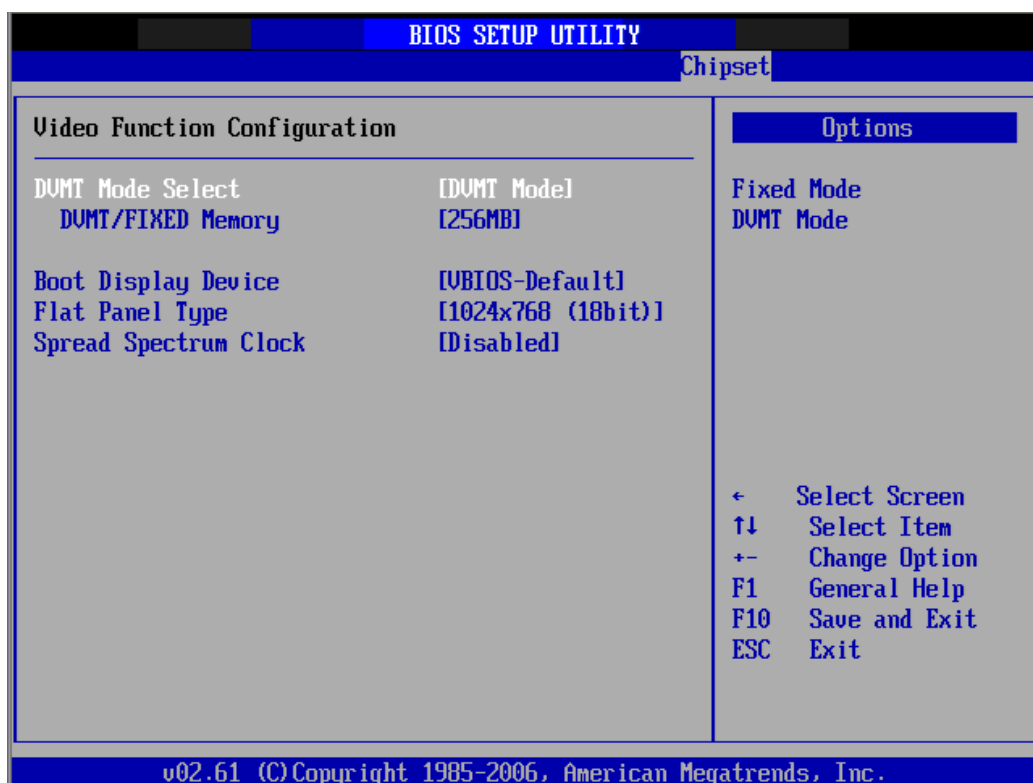 BIOS SETUP UTILITY
Chipset
Video Function Configuration
DVMT Mode Select [DVMT Mode]
DVMT/FIXED Memory [256MB]
Boot Display Device [VBIOS-Default]
Flat Panel Type [1024x768 (18bit)]
Spread Spectrum Clock [Disabled]
Options
Fixed Mode
DVMT Mode
← Select Screen
↑↓ Select Item
+- Change Option
F1 General Help
F10 Save and Exit
ESC Exit
v02.61 (C)Copyright 1985-2006, American Megatrends, Inc.